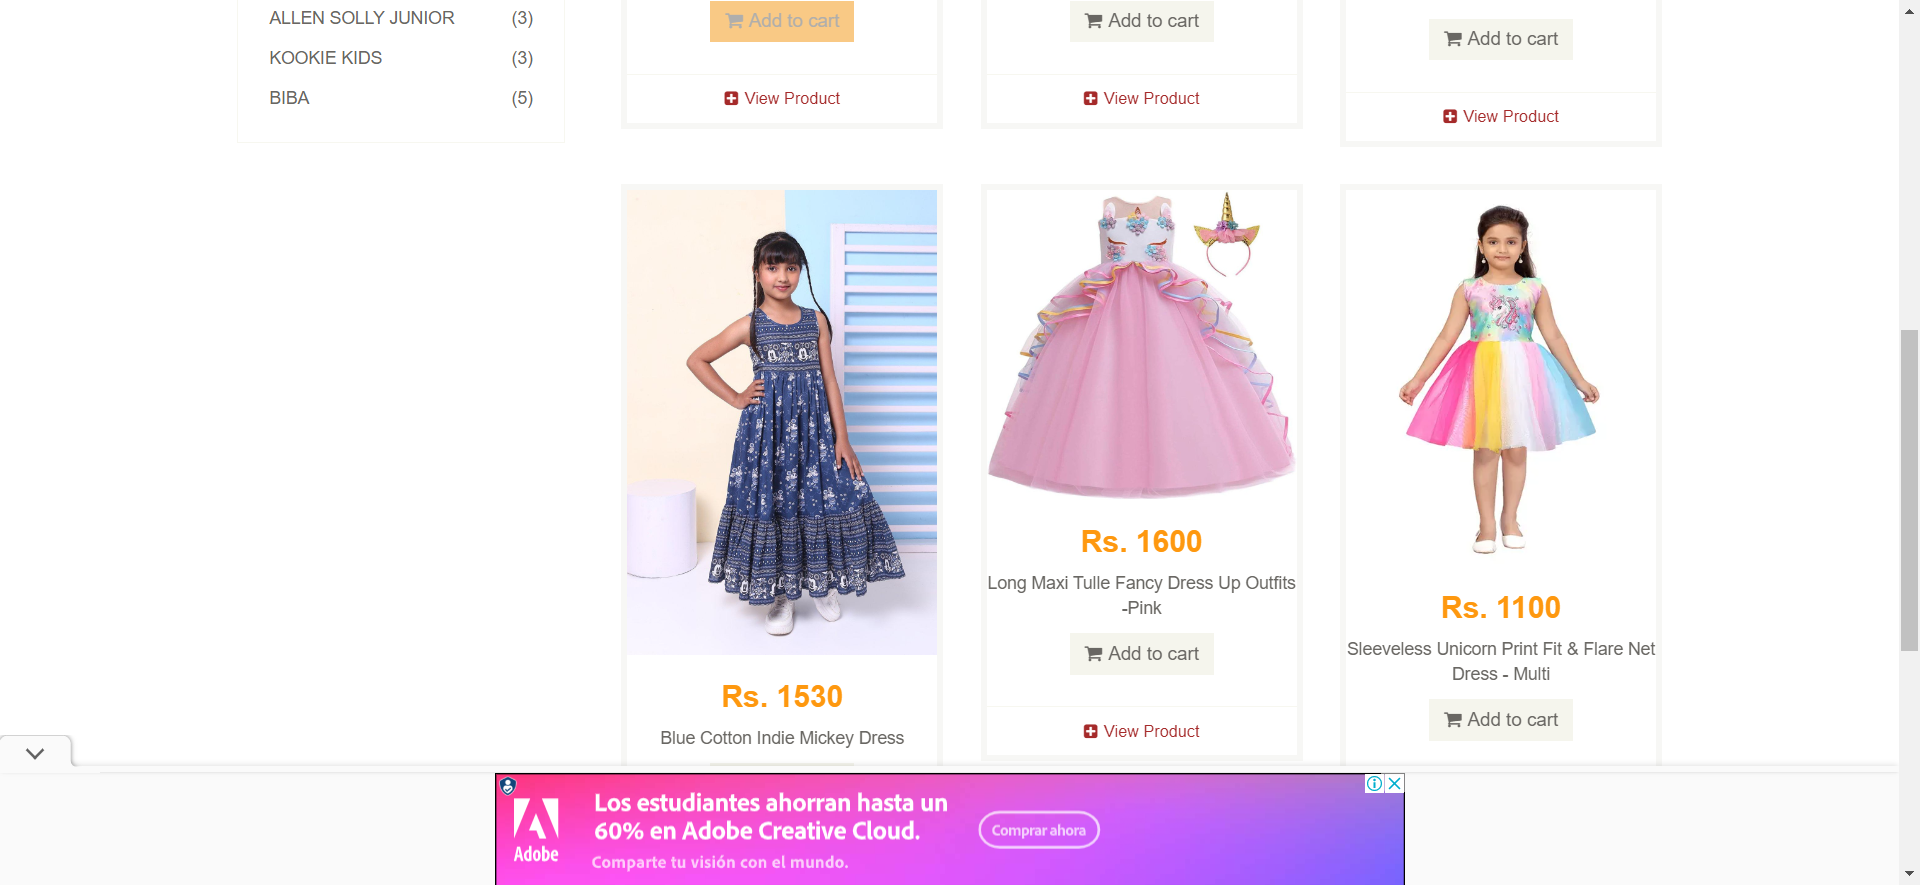 ALLEN SOLLY JUNIOR (3)
KOOKIE KIDS (3)
BIBA (5)
Add to cart
View Product
Add to cart
View Product
Add to cart
View Product
Rs. 1530
Blue Cotton Indie Mickey Dress
Rs. 1600
Long Maxi Tulle Fancy Dress Up Outfits
-Pink
Add to cart
View Product
Rs. 1100
Sleeveless Unicorn Print Fit & Flare Net
Dress - Multi
Add to cart
Adobe
Los estudiantes ahorran hasta un
60% en Adobe Creative Cloud.
Comparte tu visión con el mundo.
Comprar ahora